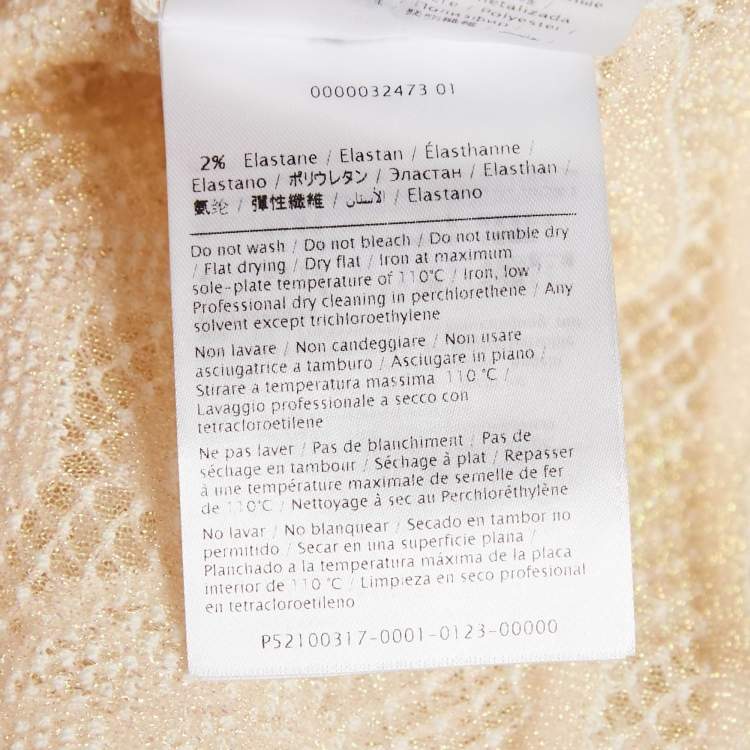 metalizada
Polyester /
0000032473 01
2% Elastane / Elastan / Élasthanne /
Elastano / ポリウレタン / Эластан / Elasthan /
氨纶 / 彈性纖維 / الأستان / Elastano
Do not wash / Do not bleach / Do not tumble dry
/ Flat drying / Dry flat / Iron at maximum
sole-plate temperature of 110°C / Iron, low
Professional dry cleaning in perchlorethene / Any
solvent except trichloroethylene
Non lavare / Non candeggiare / Non usare
asciugatrice a tamburo / Asciugare in piano /
Stirare a temperatura massima 110 °C /
Lavaggio professionale a secco con
tetracloroetilene
Ne pas laver / Pas de blanchiment / Pas de
séchage en tambour / Séchage à plat / Repasser
à une température maximale de semelle de fer
de 110°C / Nettoyage à sec au Perchloréthylène
No lavar / No blanquear / Secado en tambor no
permitido / Secar en una superficie plana /
Planchado a la temperatura máxima de la placa
interior de 110 °C / Limpieza en seco profesional
en tetracloroetileno
P52100317-0001-0123-00000